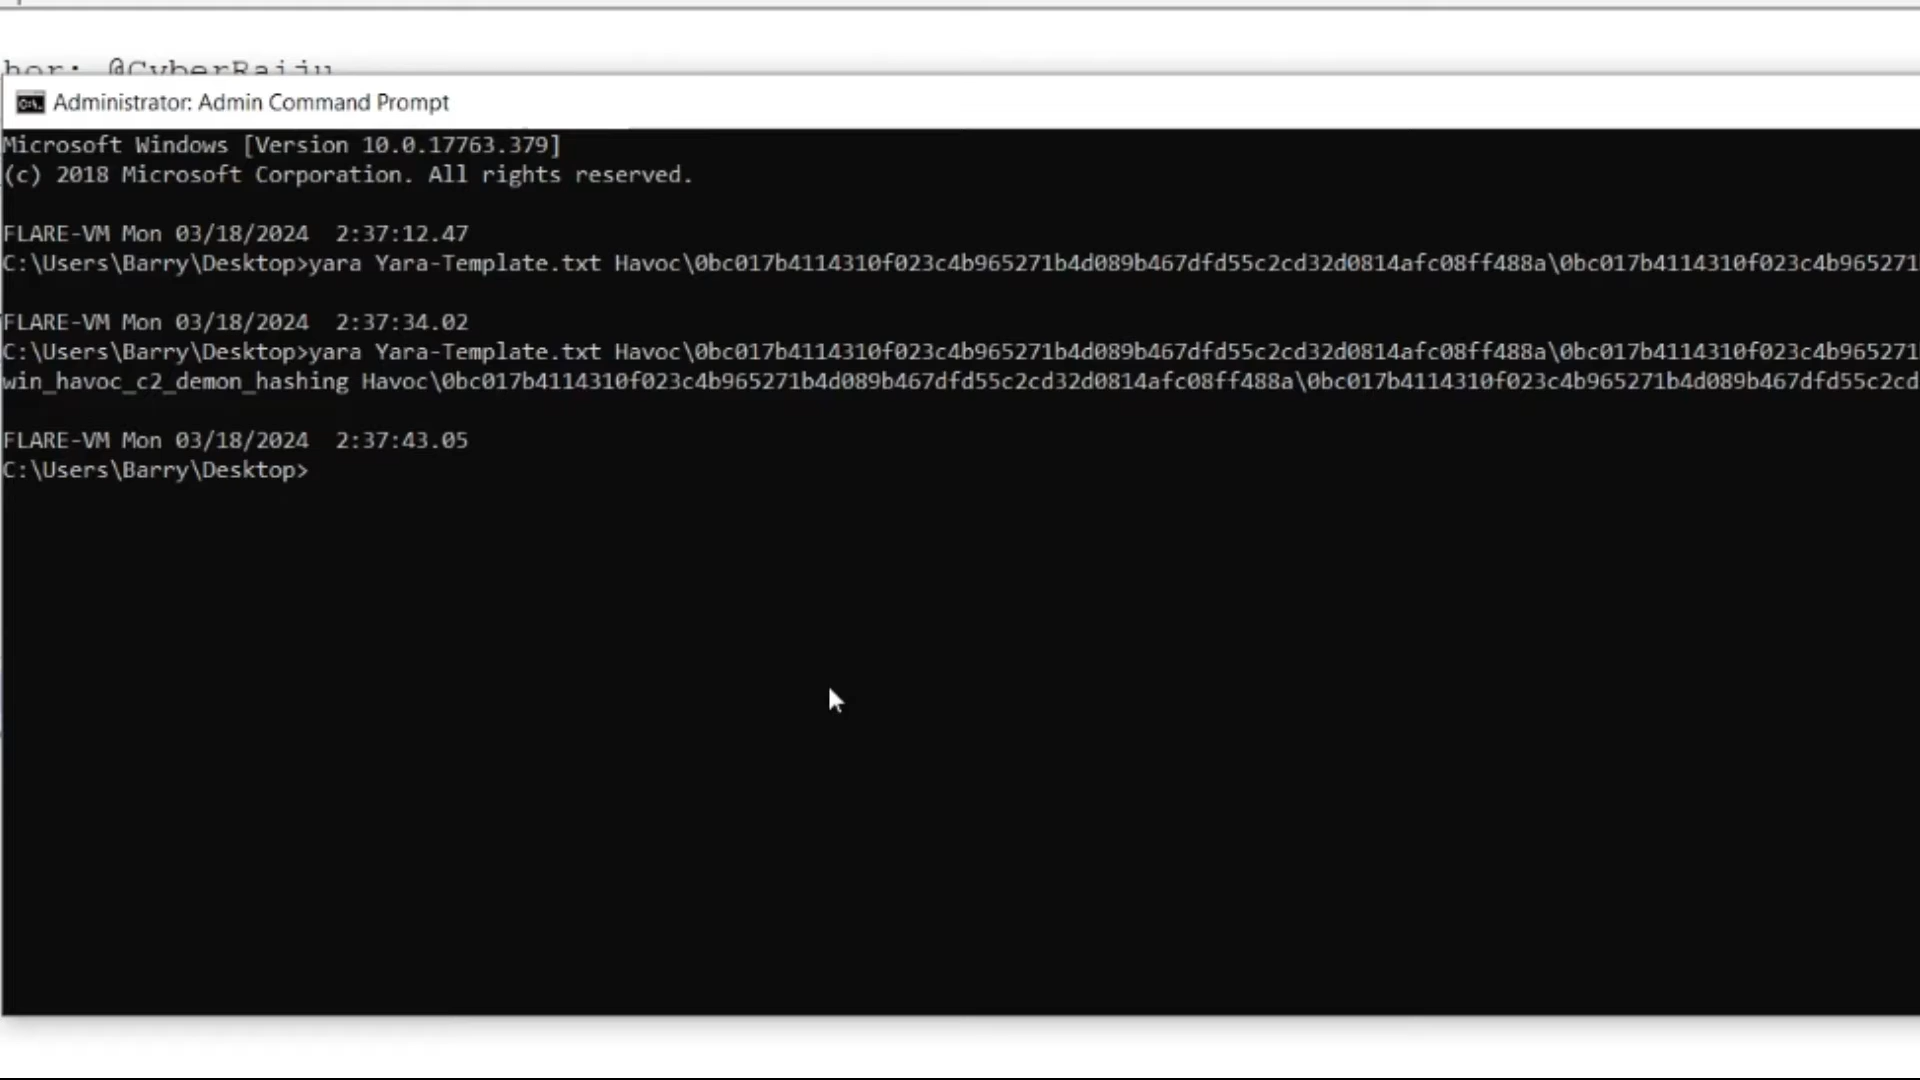 hor: @CyberRaiju
Administrator: Admin Command Prompt
Microsoft Windows [Version 10.0.17763.379]
(c) 2018 Microsoft Corporation. All rights reserved.
FLARE-VM Mon 03/18/2024  2:37:12.47
C:\Users\Barry\Desktop>yara Yara-Template.txt Havoc\0bc017b4114310f023c4b965271b4d089b467dfd55c2cd32d0814afc08ff488a\0bc017b4114310f023c4b965271
FLARE-VM Mon 03/18/2024  2:37:34.02
C:\Users\Barry\Desktop>yara Yara-Template.txt Havoc\0bc017b4114310f023c4b965271b4d089b467dfd55c2cd32d0814afc08ff488a\0bc017b4114310f023c4b965271
win_havoc_c2_demon_hashing Havoc\0bc017b4114310f023c4b965271b4d089b467dfd55c2cd32d0814afc08ff488a\0bc017b4114310f023c4b965271b4d089b467dfd55c2cd
FLARE-VM Mon 03/18/2024  2:37:43.05
C:\Users\Barry\Desktop>